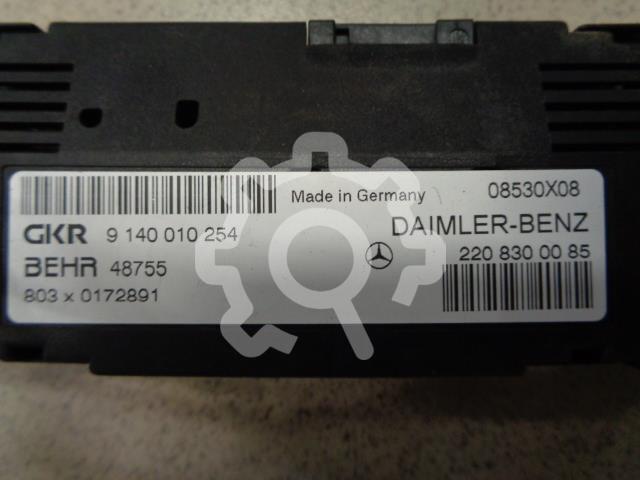 Made in Germany
08530X08
GKR 9 140 010 254
DAIMLER-BENZ
BEHR 48755
220 830 00 85
803 x 0172891